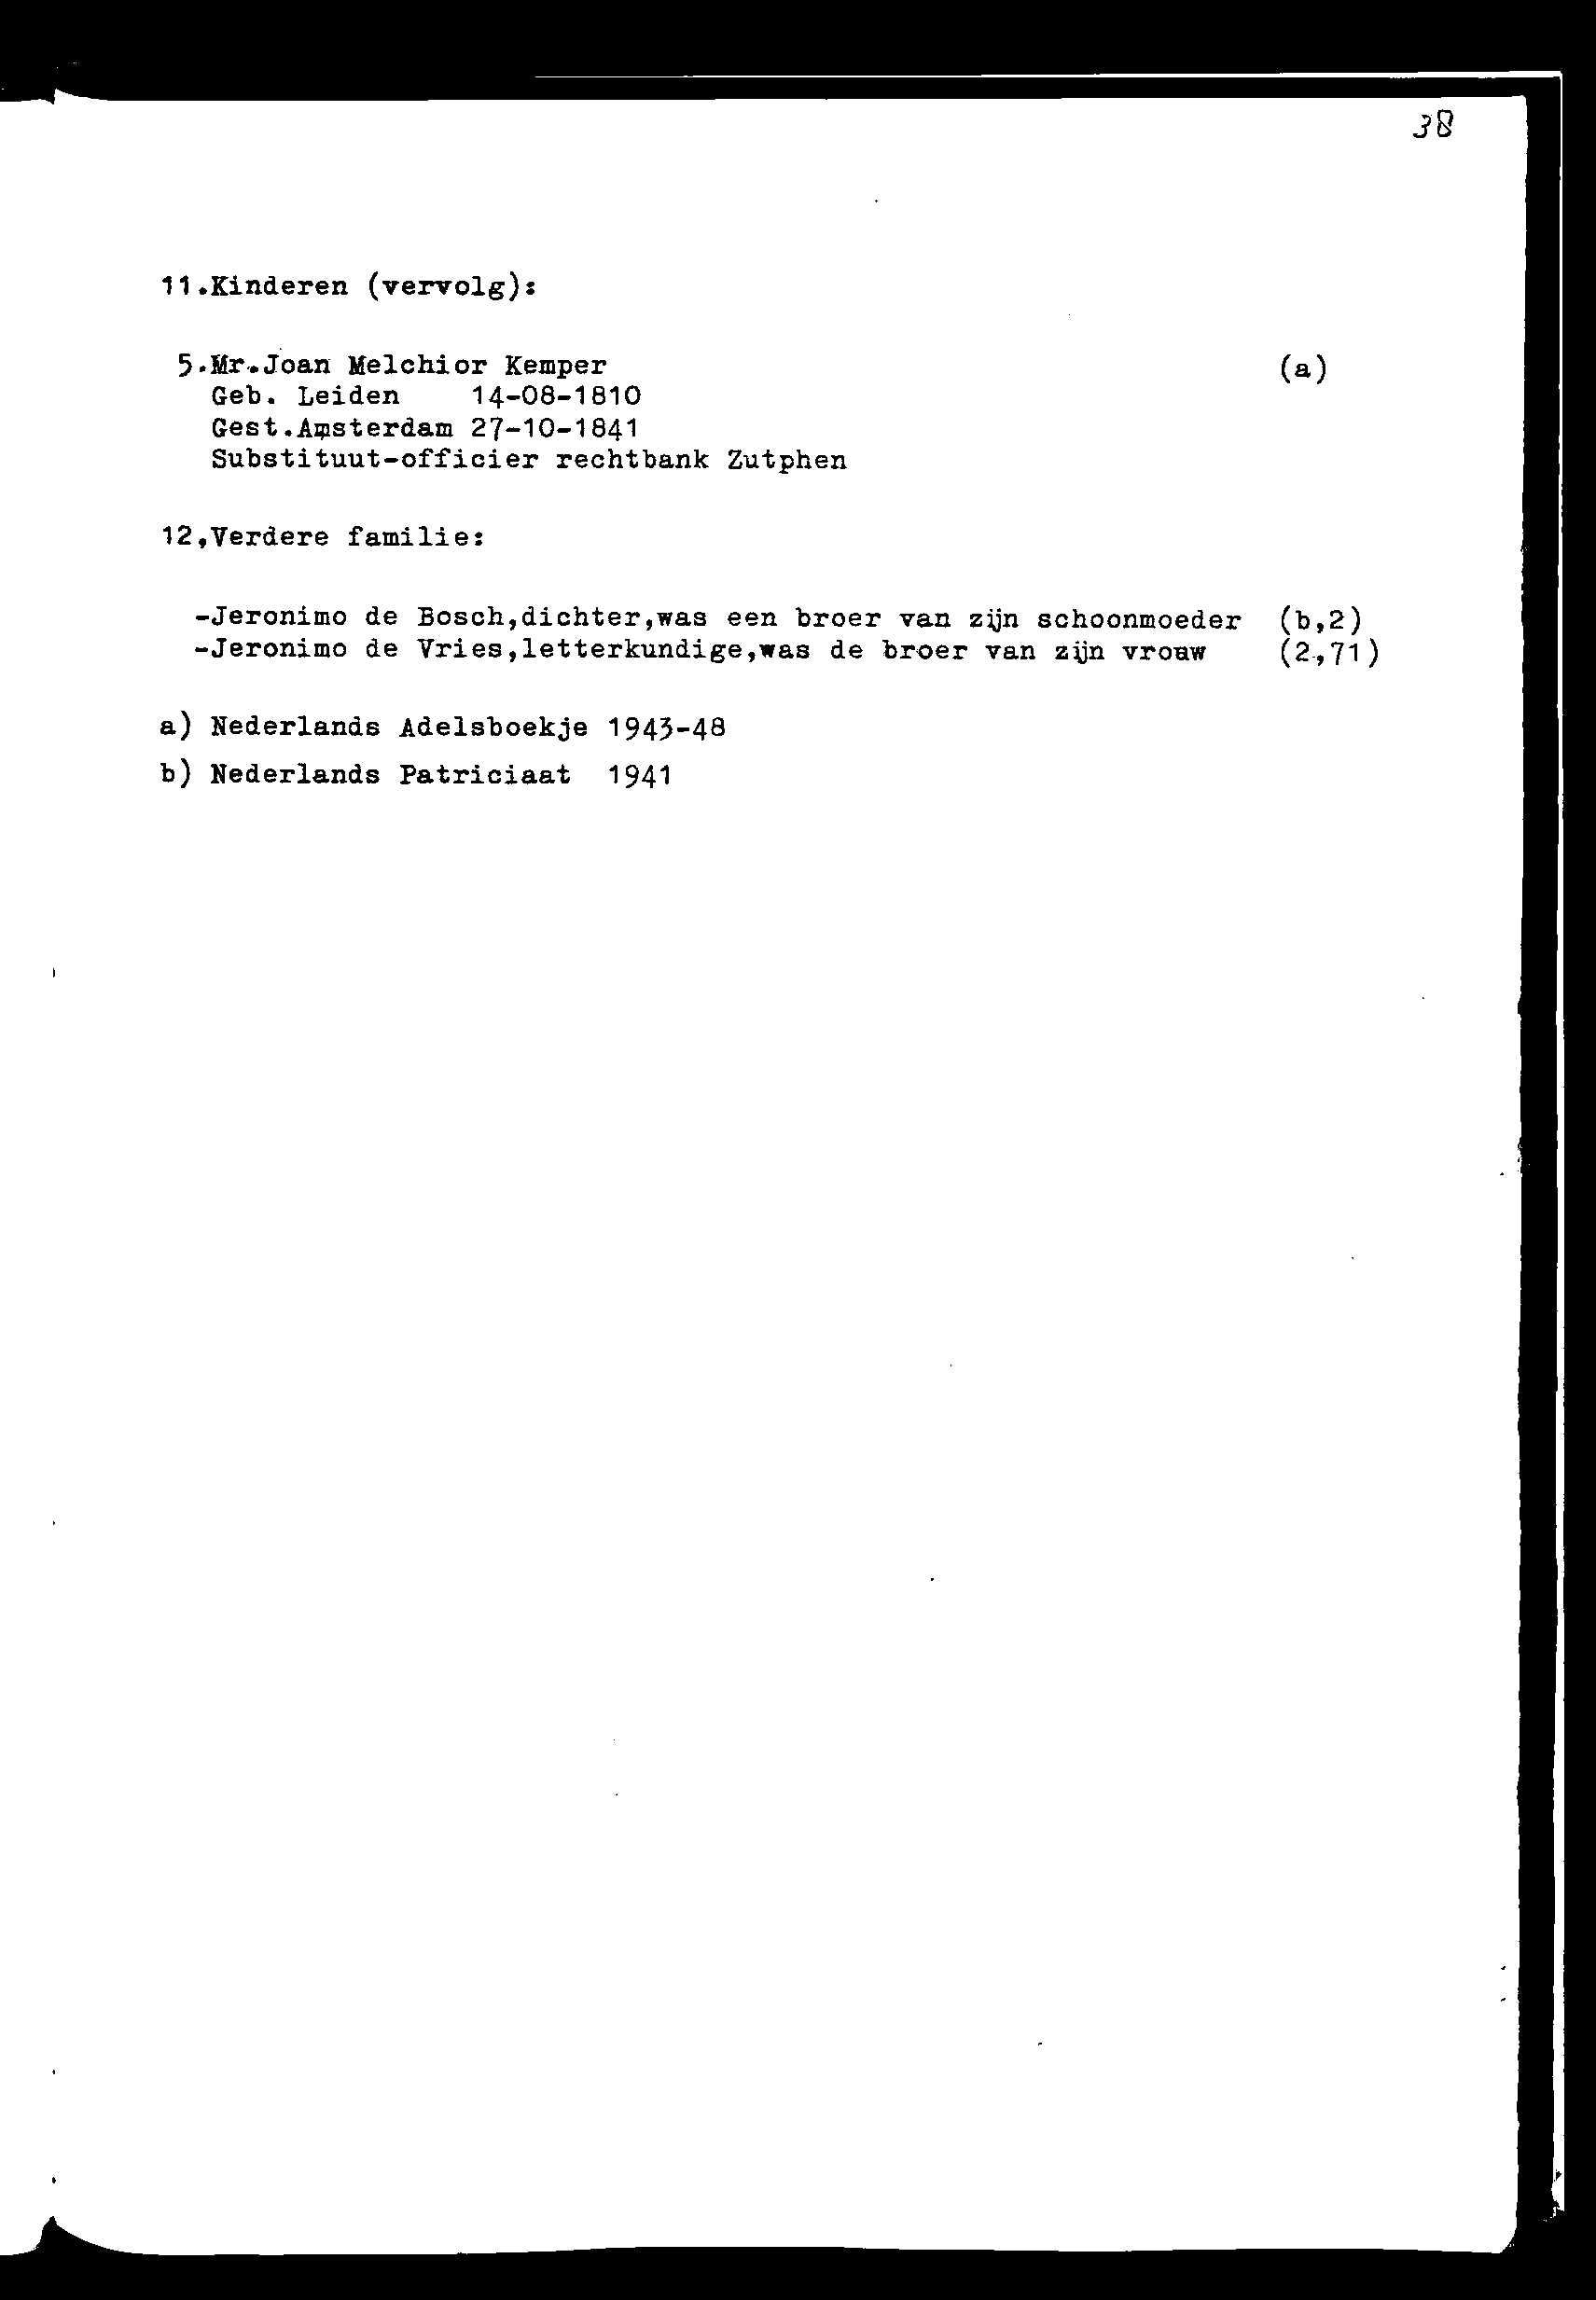 38
11.Kinderen (vervolg):
5.Mr.Joan Melchior Kemper (a)
Geb. Leiden 14-08-1810
Gest.Amsterdam 27-10-1841
Substituut-officier rechtbank Zutphen
12,Verdere familie:
-Jeronimo de Bosch,dichter,was een broer van zijn schoonmoeder (b,2)
-Jeronimo de Vries,letterkundige,was de broer van zijn vrouw (2,71)
a) Nederlands Adelsboekje 1943-48
b) Nederlands Patriciaat 1941